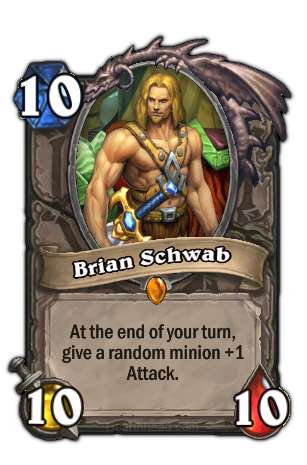 10
Brian Schwab
At the end of your turn,
give a random minion +1
Attack.
10
10